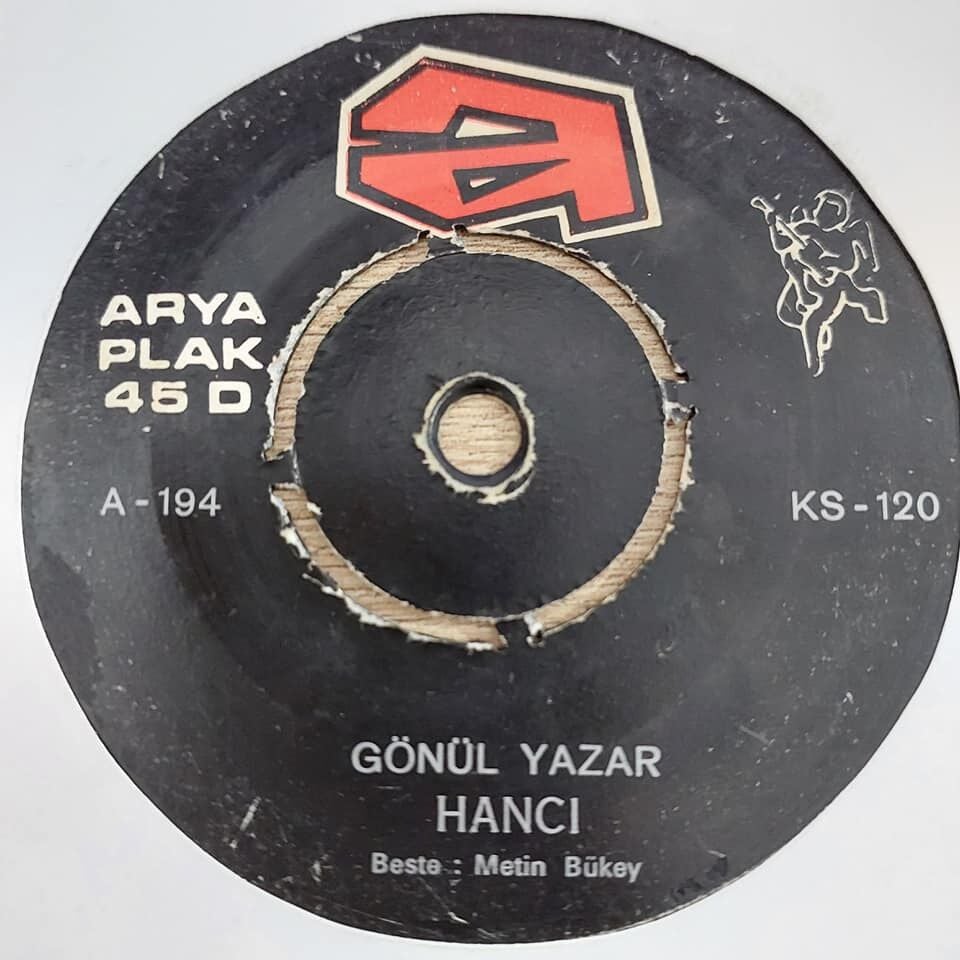 ARYA
PLAK
45 D
A - 194
KS - 120
GÖNÜL YAZAR
HANCI
Beste : Metin Bükey